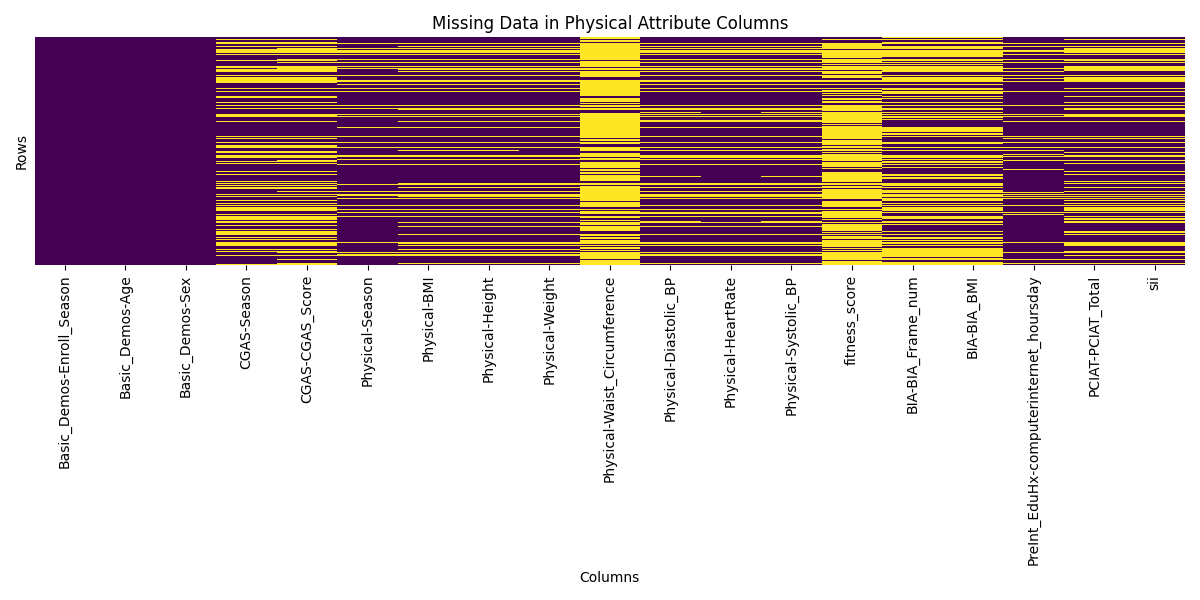 Missing Data in Physical Attribute Columns
Rows
Basic_Demos-Enroll_Season
Basic_Demos-Age
Basic_Demos-Sex
CGAS-Season
CGAS-CGAS_Score
Physical-Season
Physical-BMI
Physical-Height
Physical-Weight
Physical-Waist_Circumference
Physical-Diastolic_BP
Physical-HeartRate
Physical-Systolic_BP
fitness_score
BIA-BIA_Frame_num
BIA-BIA_BMI
PreInt_EduHx-computerinternet_hoursday
PCIAT-PCIAT_Total
sii
Columns